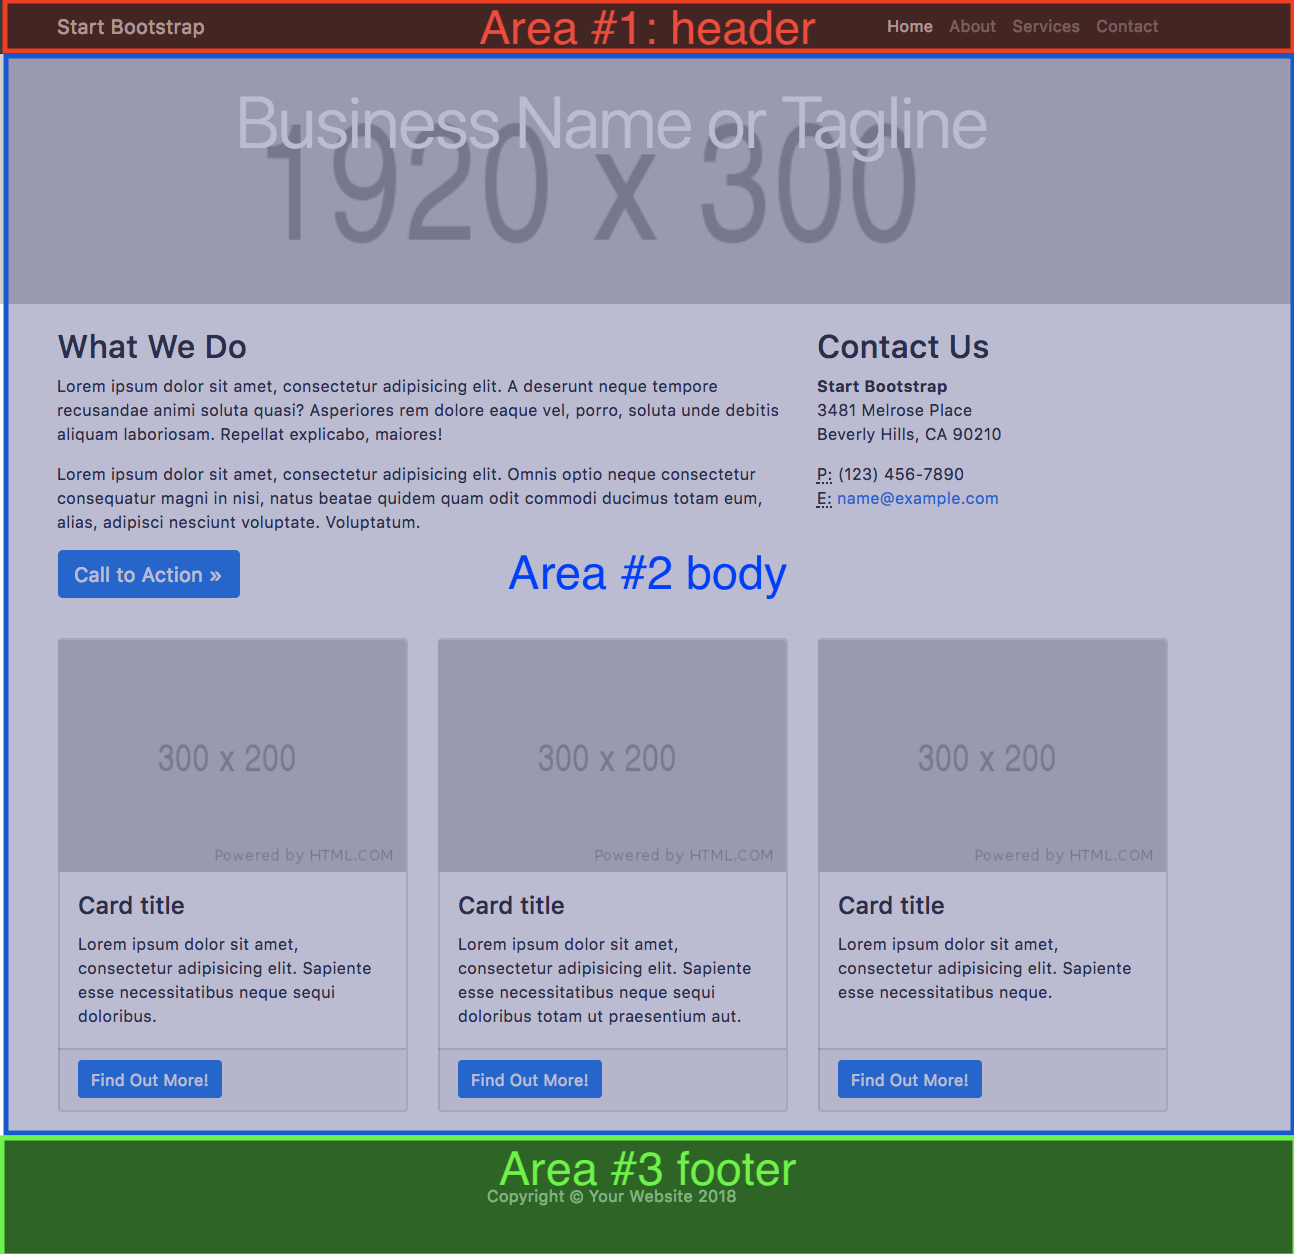 Start Bootstrap
Area #1: header
Home About Services Contact
Business Name or Tagline
1920 x 300
What We Do
Lorem ipsum dolor sit amet, consectetur adipisicing elit. A deserunt neque tempore
recusandae animi soluta quasi? Asperiores rem dolore eaque vel, porro, soluta unde debitis
aliquam laboriosam. Repellat explicabo, maiores!
Lorem ipsum dolor sit amet, consectetur adipisicing elit. Omnis optio neque consectetur
consequatur magni in nisi, natus beatae quidem quam odit commodi ducimus totam eum,
alias, adipisci nesciunt voluptate. Voluptatum.
Call to Action »
Contact Us
Start Bootstrap
3481 Melrose Place
Beverly Hills, CA 90210
P: (123) 456-7890
E: name@example.com
Area #2 body
300 x 200
Powered by HTML.COM
Card title
Lorem ipsum dolor sit amet,
consectetur adipisicing elit. Sapiente
esse necessitatibus neque sequi
doloribus.
Find Out More!
300 x 200
Powered by HTML.COM
Card title
Lorem ipsum dolor sit amet,
consectetur adipisicing elit. Sapiente
esse necessitatibus neque sequi
doloribus totam ut praesentium aut.
Find Out More!
300 x 200
Powered by HTML.COM
Card title
Lorem ipsum dolor sit amet,
consectetur adipisicing elit. Sapiente
esse necessitatibus neque.
Find Out More!
Area #3 footer
Copyright © Your Website 2018